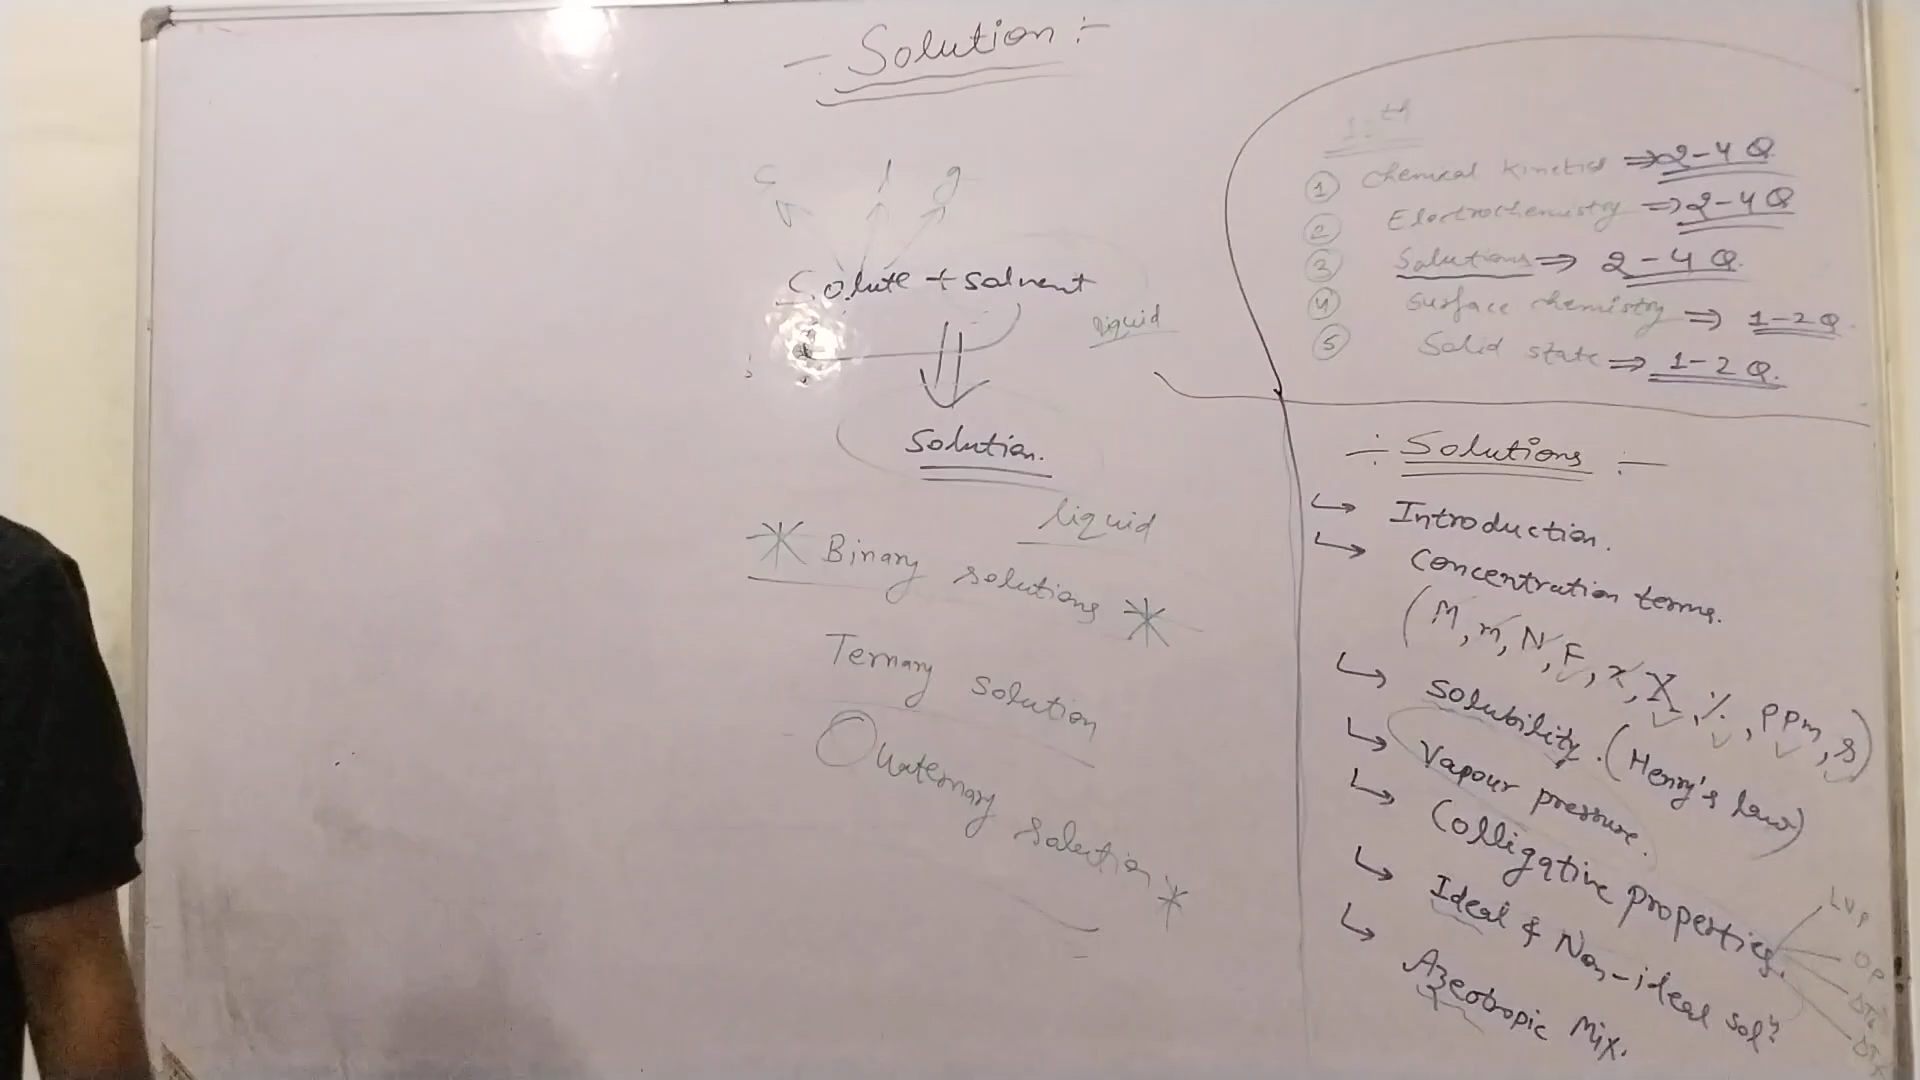 -: Solution :-
s l g
Solute + solvent
liquid
Solution.
liquid
* Binary solutions *
Ternary solution
Quaternary solution *
12th
① Chemical kinetics ⇒ 2-4 Q
② Electrochemistry ⇒ 2-4 Q
③ Solutions ⇒ 2-4 Q.
④ Surface chemistry ⇒ 1-2 Q.
⑤ Solid state ⇒ 1-2 Q.
-: Solutions :-
↳ Introduction.
↳ Concentration terms.
(M, m, N, F, x, X, %, ppm, s)
↳ Solubility. (Henry's law)
↳ Vapour pressure.
↳ Colligative properties.
LVP
OP
↳ Ideal & Non-ideal solⁿ
↳ Azeotropic Mix.